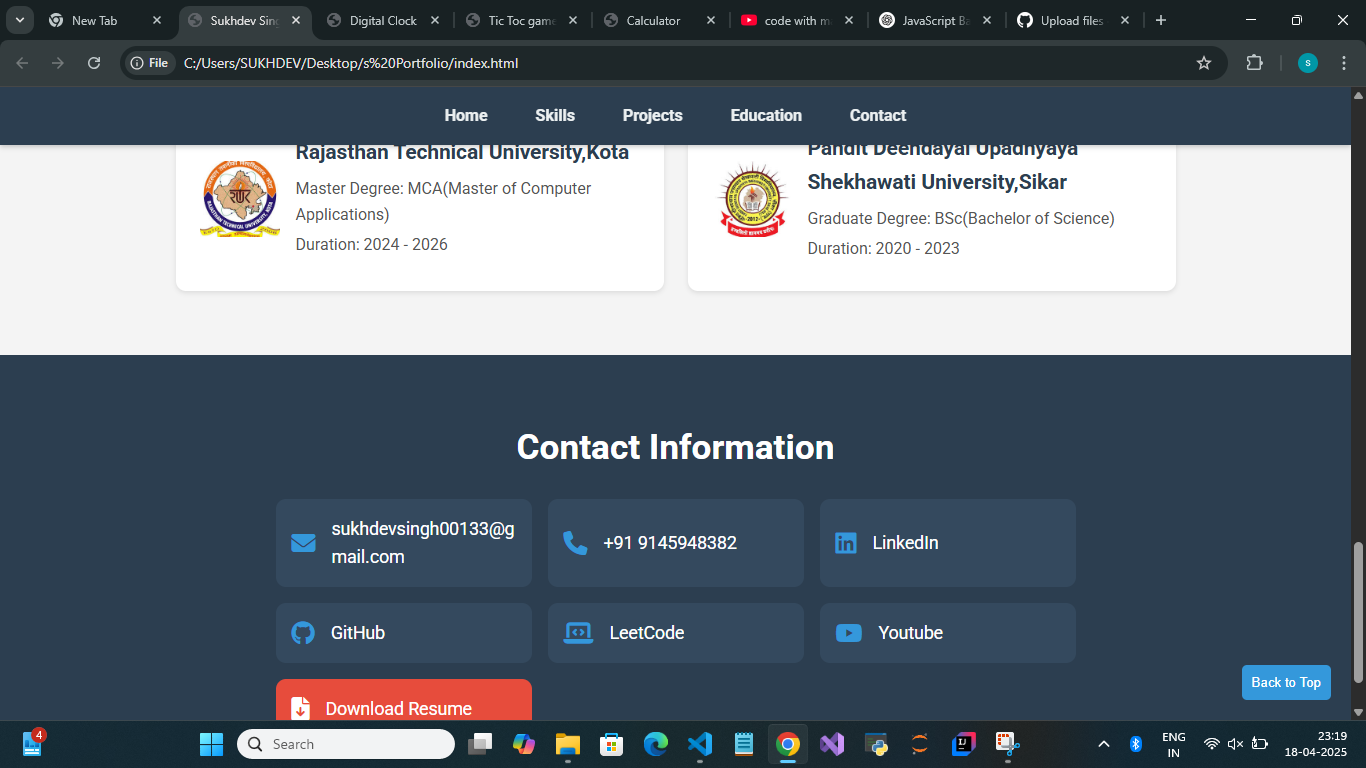 New Tab
Sukhdev Sin
Digital Clock
Tic Toc game
Calculator
code with m
JavaScript Ba
Upload files
File
C:/Users/SUKHDEV/Desktop/s%20Portfolio/index.html
s
Home
Skills
Projects
Education
Contact
Rajasthan Technical University,Kota
Master Degree: MCA(Master of Computer
Applications)
Duration: 2024 - 2026
Pandit Deendayal Upadhyaya
Shekhawati University,Sikar
Graduate Degree: BSc(Bachelor of Science)
Duration: 2020 - 2023
Contact Information
sukhdevsingh00133@g
mail.com
+91 9145948382
LinkedIn
GitHub
LeetCode
Youtube
Download Resume
Back to Top
4
Search
ENG
IN
23:19
18-04-2025